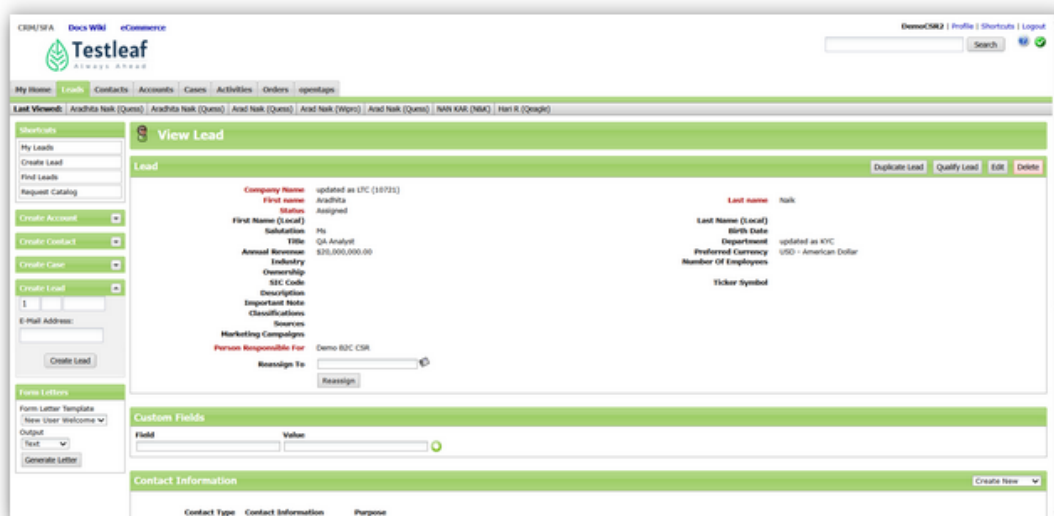 CRM/SFA Docs Wiki eCommerce
DemoCSR2 | Profile | Shortcuts | Logout
Testleaf
Always Ahead
Search
My Home Leads Contacts Accounts Cases Activities Orders opentaps
Last Viewed: Aradhita Naik (Quess) Aradhita Naik (Quess) Arad Naik (Quess) Arad Naik (Wipro) Arad Naik (Quess) NAN KAR (N&K) Hari R (Qeagle)
Shortcuts
My Leads
Create Lead
Find Leads
Request Catalog
Create Account
Create Contact
Create Case
Create Lead
1
E-Mail Address:
Create Lead
Form Letters
Form Letter Template
New User Welcome
Output
Text
Generate Letter
View Lead
Lead
Duplicate Lead Qualify Lead Edit Delete
Company Name updated as LTC (10721)
First name Aradhita Last name Naik
Status Assigned
First Name (Local) Last Name (Local)
Salutation Ms Birth Date
Title QA Analyst Department updated as KYC
Annual Revenue $20,000,000.00 Preferred Currency USD - American Dollar
Industry Number Of Employees
Ownership
SIC Code Ticker Symbol
Description
Important Note
Classifications
Sources
Marketing Campaigns
Person Responsible For Demo B2C CSR
Reassign To
Reassign
Custom Fields
Field Value
Contact Information
Create New
Contact Type Contact Information Purpose